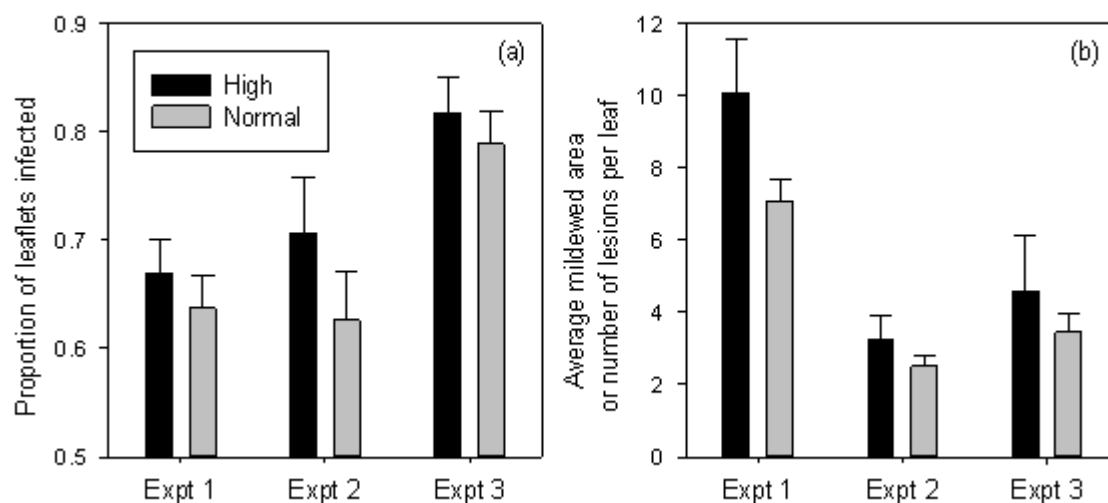 Proportion of leaflets infected
0.9
0.8
0.7
0.6
0.5
(a)
High
Normal
Expt 1
Expt 2
Expt 3
Average mildewed area
or number of lesions per leaf
12
10
8
6
4
2
0
(b)
Expt 1
Expt 2
Expt 3